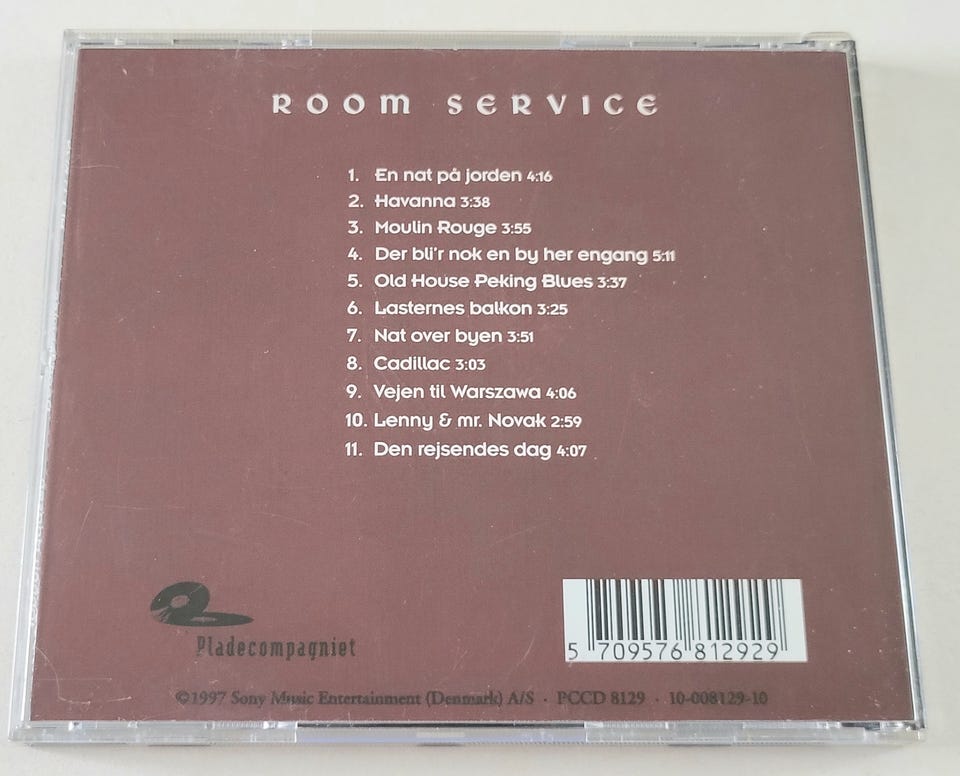 ROOM SERVICE
1. En nat på jorden 4:16
2. Havanna 3:38
3. Moulin Rouge 3:55
4. Der bli'r nok en by her engang 5:11
5. Old House Peking Blues 3:37
6. Lasternes balkon 3:25
7. Nat over byen 3:51
8. Cadillac 3:03
9. Vejen til Warszawa 4:06
10. Lenny & mr. Novak 2:59
11. Den rejsendes dag 4:07
Pladecompagniet
5 709576 812929
©1997 Sony Music Entertainment (Denmark) A/S · PCCD 8129 · 10-008129-10